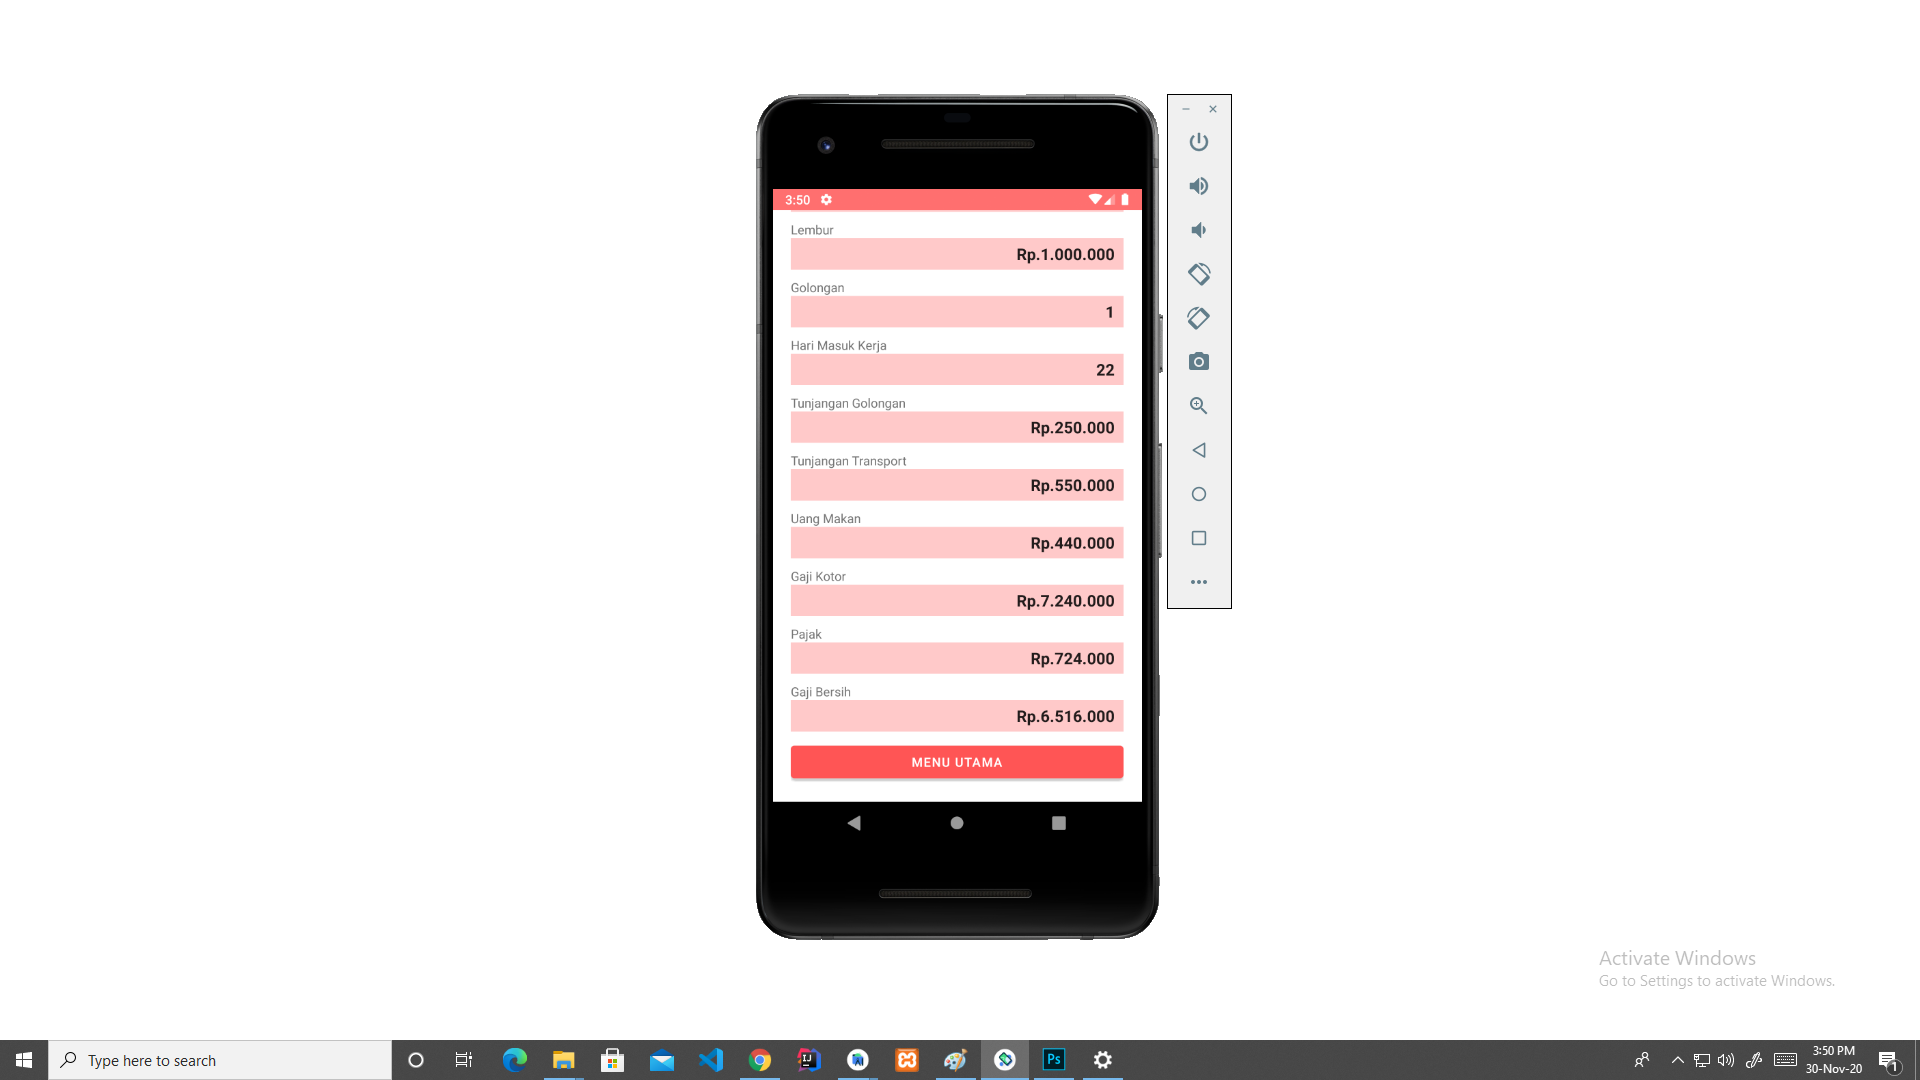 3:50
Lembur
Rp.1.000.000
Golongan
1
Hari Masuk Kerja
22
Tunjangan Golongan
Rp.250.000
Tunjangan Transport
Rp.550.000
Uang Makan
Rp.440.000
Gaji Kotor
Rp.7.240.000
Pajak
Rp.724.000
Gaji Bersih
Rp.6.516.000
MENU UTAMA
Activate Windows
Go to Settings to activate Windows.
Type here to search
IJ
Ps
3:50 PM
30-Nov-20
1